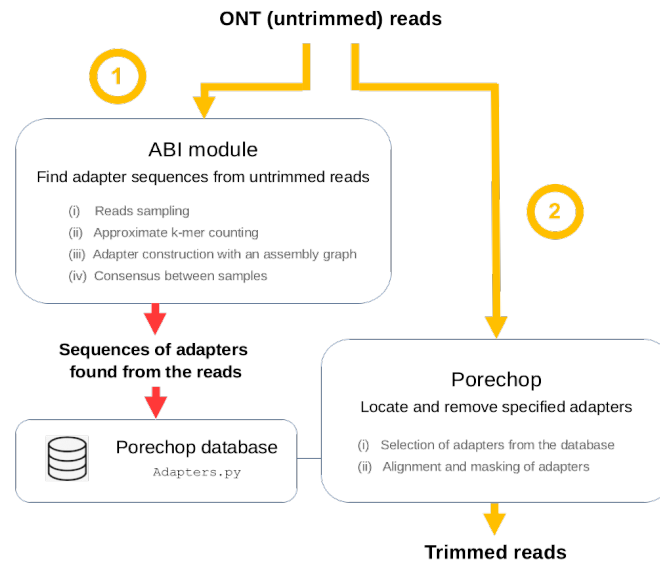 ONT (untrimmed) reads
1
ABI module
Find adapter sequences from untrimmed reads
(i) Reads sampling
(ii) Approximate k-mer counting
(iii) Adapter construction with an assembly graph
(iv) Consensus between samples
2
Sequences of adapters
found from the reads
Porechop database
Adapters.py
Porechop
Locate and remove specified adapters
(i) Selection of adapters from the database
(ii) Alignment and masking of adapters
Trimmed reads